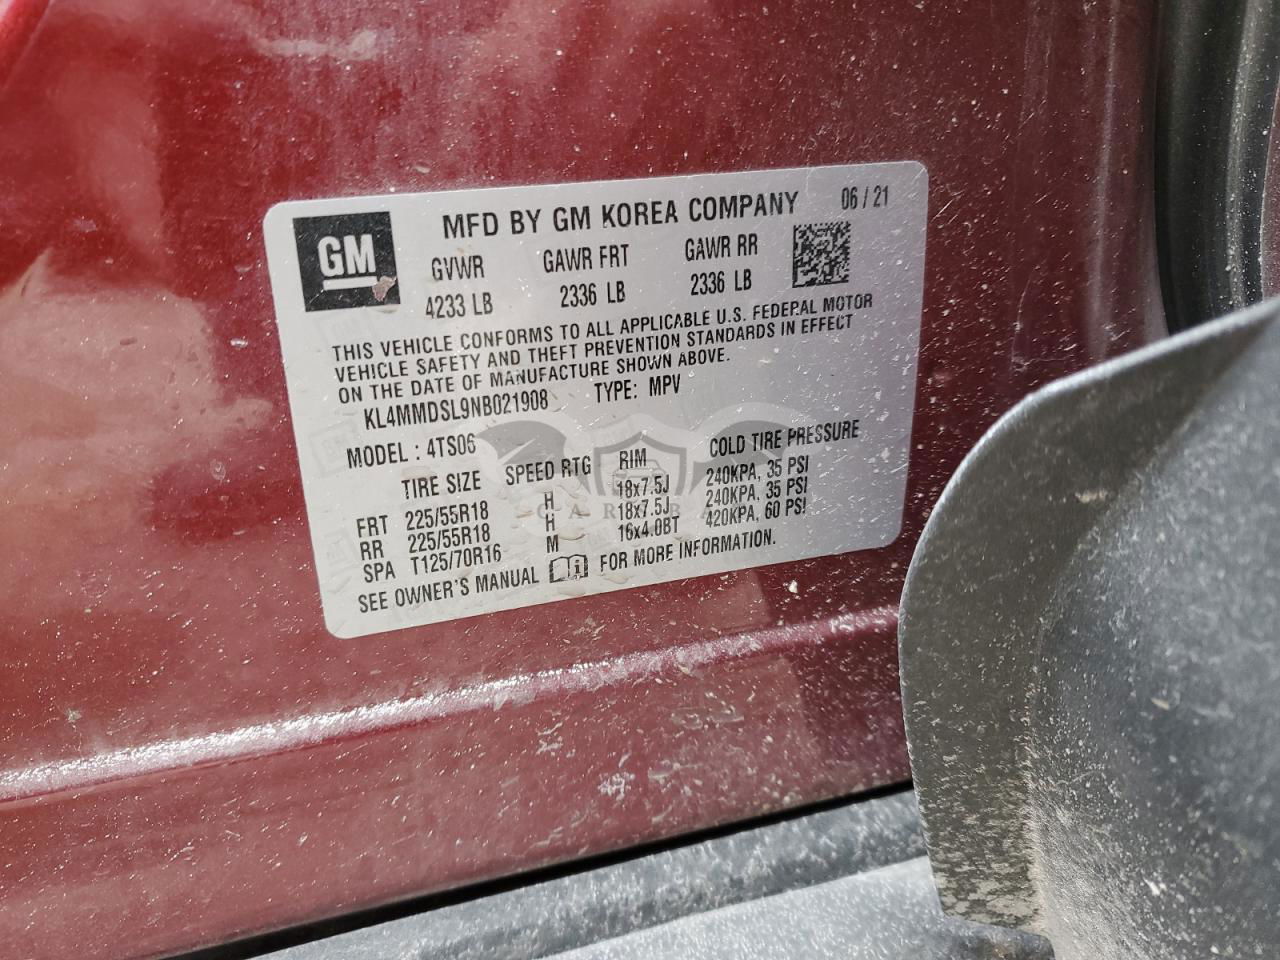 GM
MFD BY GM KOREA COMPANY 06 / 21
GVWR GAWR FRT GAWR RR
4233 LB 2336 LB 2336 LB
THIS VEHICLE CONFORMS TO ALL APPLICABLE U.S. FEDERAL MOTOR
VEHICLE SAFETY AND THEFT PREVENTION STANDARDS IN EFFECT
ON THE DATE OF MANUFACTURE SHOWN ABOVE.
KL4MMDSL9NB021908 TYPE: MPV
MODEL : 4TS06
TIRE SIZE SPEED RTG RIM COLD TIRE PRESSURE
FRT 225/55R18 H 18x7.5J 240KPA, 35 PSI
RR 225/55R18 H 18x7.5J 240KPA, 35 PSI
SPA T125/70R16 M 16x4.0BT 420KPA, 60 PSI
SEE OWNER'S MANUAL FOR MORE INFORMATION.